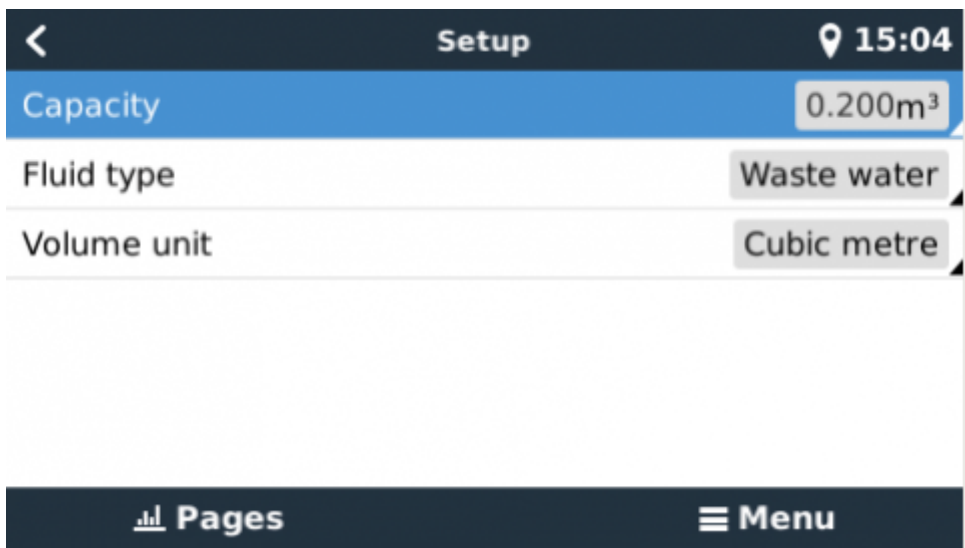 Setup 15:04
Capacity 0.200m³
Fluid type Waste water
Volume unit Cubic metre
Pages Menu